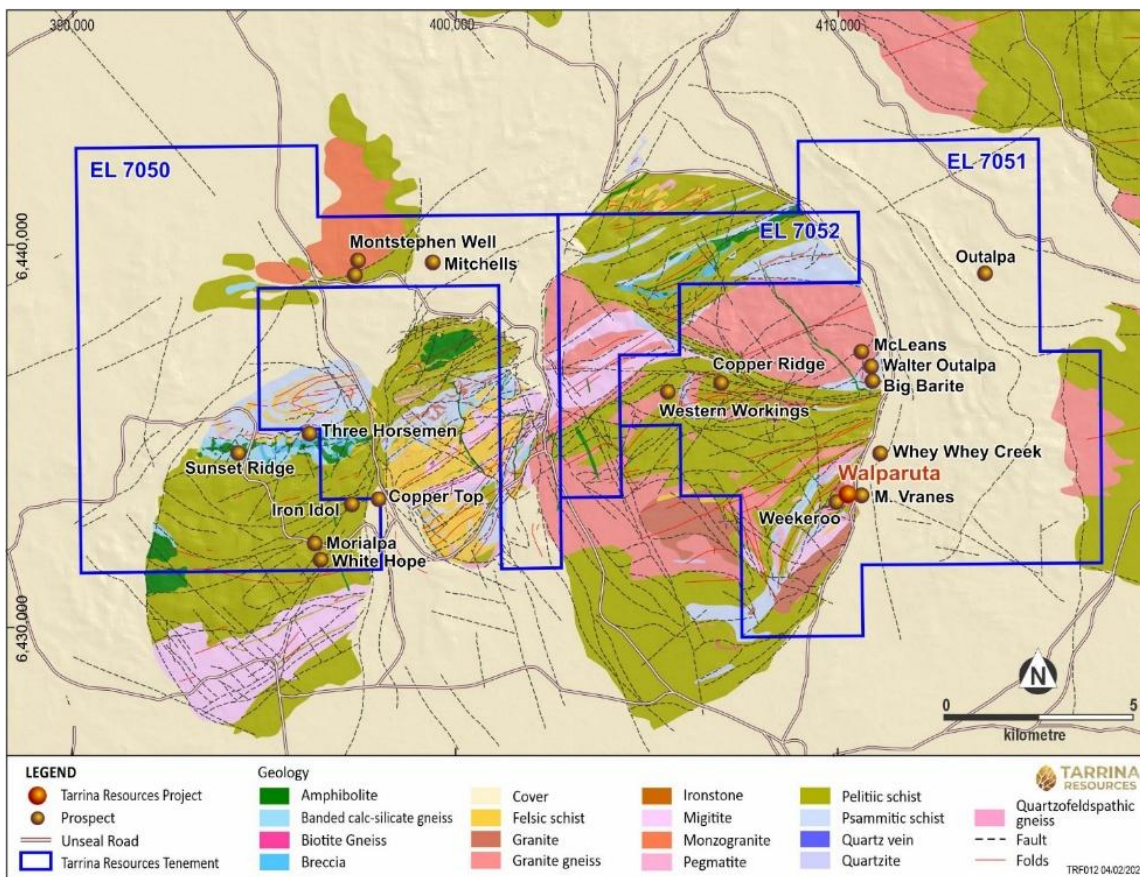 390,000
400,000
410,000
6,440,000
6,430,000
EL 7050
EL 7051
EL 7052
Montstephen Well
Mitchells
Outalpa
McLeans
Walter Outalpa
Big Barite
Copper Ridge
Western Workings
Three Horsemen
Sunset Ridge
Whey Whey Creek
Walparuta
M. Vranes
Weekeroo
Copper Top
Iron Idol
Morialpa
White Hope
N
0 5
kilometre
LEGEND
Tarrina Resources Project
Prospect
Unseal Road
Tarrina Resources Tenement
Geology
Amphibolite
Banded calc-silicate gneiss
Biotite Gneiss
Breccia
Cover
Felsic schist
Granite
Granite gneiss
Ironstone
Migitite
Monzogranite
Pegmatite
Pelitiic schist
Psammitic schist
Quartz vein
Quartzite
TARRINA
RESOURCES
Quartzofeldspathic
gneiss
Fault
Folds